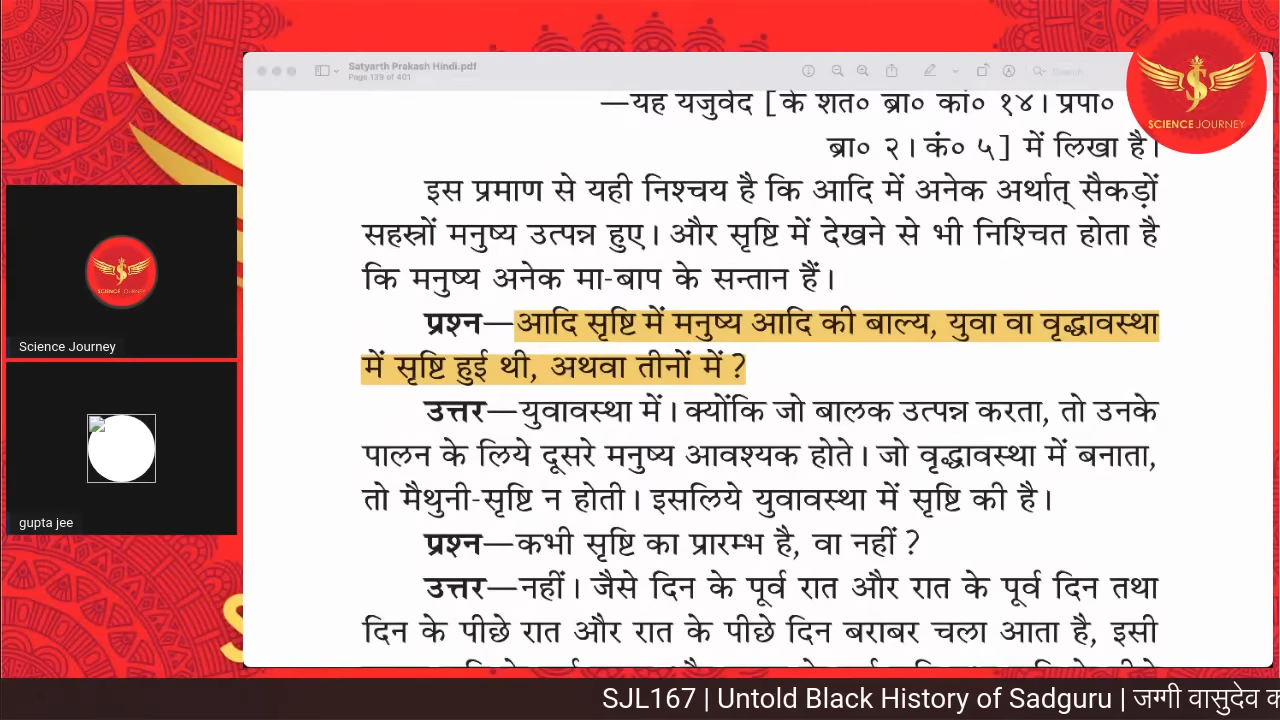 Satyarth Prakash Hindi.pdf
Page 139 of 401
Search
SCIENCE JOURNEY
—यह यजुर्वेद [के शत० ब्रा० कां० १४। प्रपा०
ब्रा० २। कं० ५] में लिखा है।
इस प्रमाण से यही निश्चय है कि आदि में अनेक अर्थात् सैकड़ों
सहस्रों मनुष्य उत्पन्न हुए। और सृष्टि में देखने से भी निश्चित होता है
कि मनुष्य अनेक मा-बाप के सन्तान हैं।
प्रश्न—आदि सृष्टि में मनुष्य आदि की बाल्य, युवा वा वृद्धावस्था
में सृष्टि हुई थी, अथवा तीनों में ?
उत्तर—युवावस्था में। क्योंकि जो बालक उत्पन्न करता, तो उनके
पालन के लिये दूसरे मनुष्य आवश्यक होते। जो वृद्धावस्था में बनाता,
तो मैथुनी-सृष्टि न होती। इसलिये युवावस्था में सृष्टि की है।
प्रश्न—कभी सृष्टि का प्रारम्भ है, वा नहीं ?
उत्तर—नहीं। जैसे दिन के पूर्व रात और रात के पूर्व दिन तथा
दिन के पीछे रात और रात के पीछे दिन बराबर चला आता है, इसी
SCIENCE JOURNEY
Science Journey
gupta jee
SJL167 | Untold Black History of Sadguru | जग्गी वासुदेव क